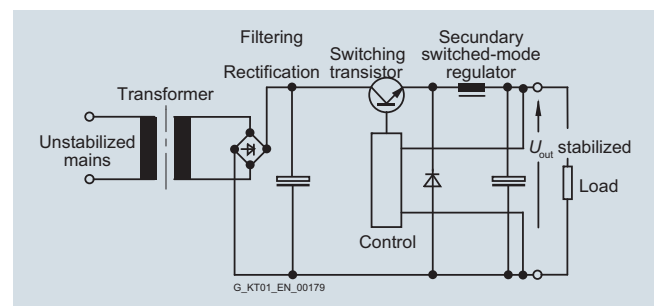 Filtering
Rectification
Switching
transistor
Secundary
switched-mode
regulator
Transformer
Unstabilized
mains
Uout stabilized
Load
Control
G_KT01_EN_00179